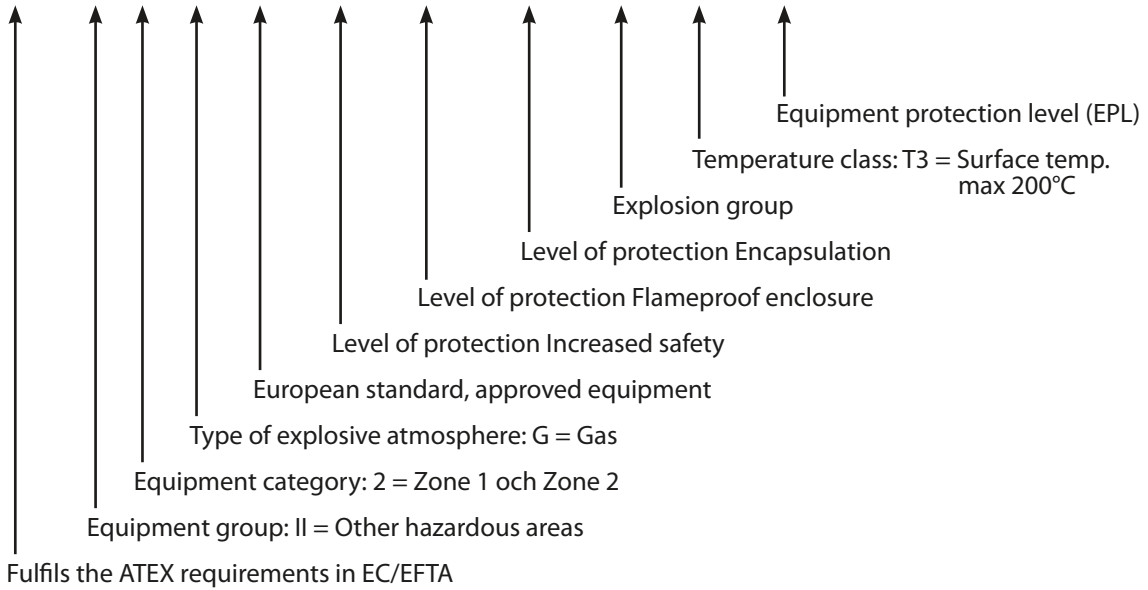 Equipment protection level (EPL)
Temperature class: T3 = Surface temp.
max 200°C
Explosion group
Level of protection Encapsulation
Level of protection Flameproof enclosure
Level of protection Increased safety
European standard, approved equipment
Type of explosive atmosphere: G = Gas
Equipment category: 2 = Zone 1 och Zone 2
Equipment group: II = Other hazardous areas
Fulfils the ATEX requirements in EC/EFTA